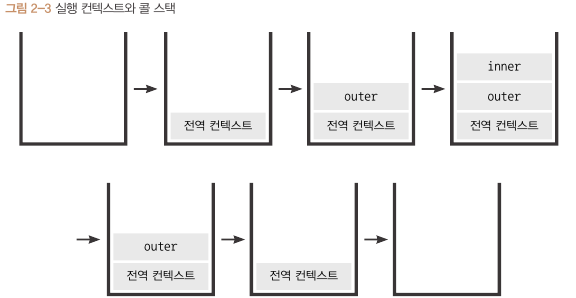 그림 2-3 실행 컨텍스트와 콜 스택
전역 컨텍스트
outer
전역 컨텍스트
inner
outer
전역 컨텍스트
outer
전역 컨텍스트
전역 컨텍스트